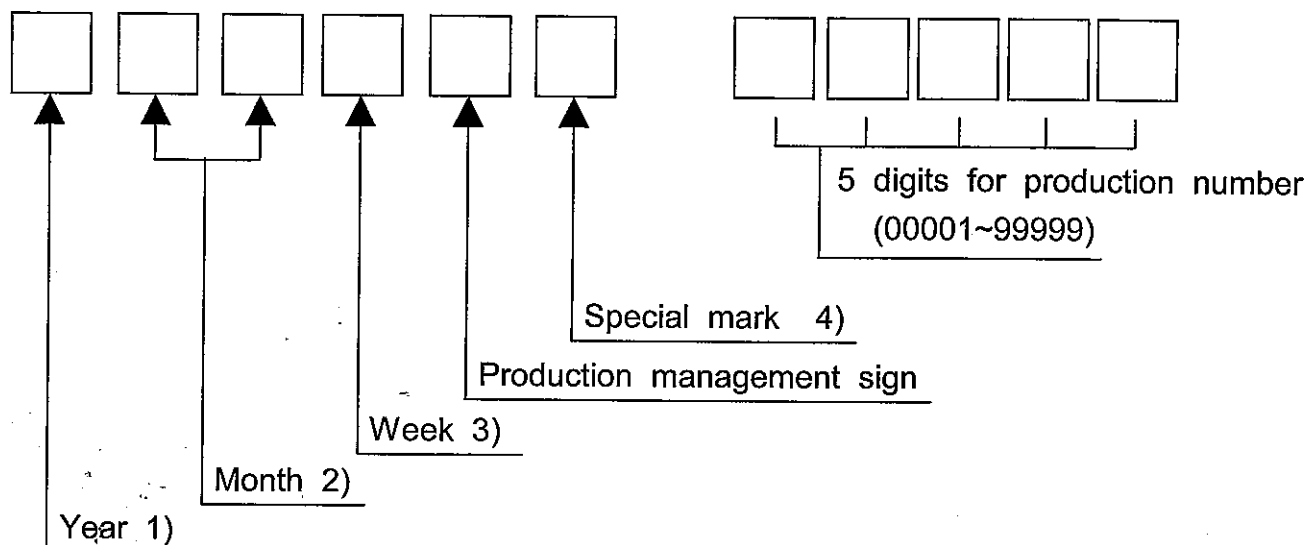 5 digits for production number
(00001~99999)
Special mark 4)
Production management sign
Week 3)
Month 2)
Year 1)